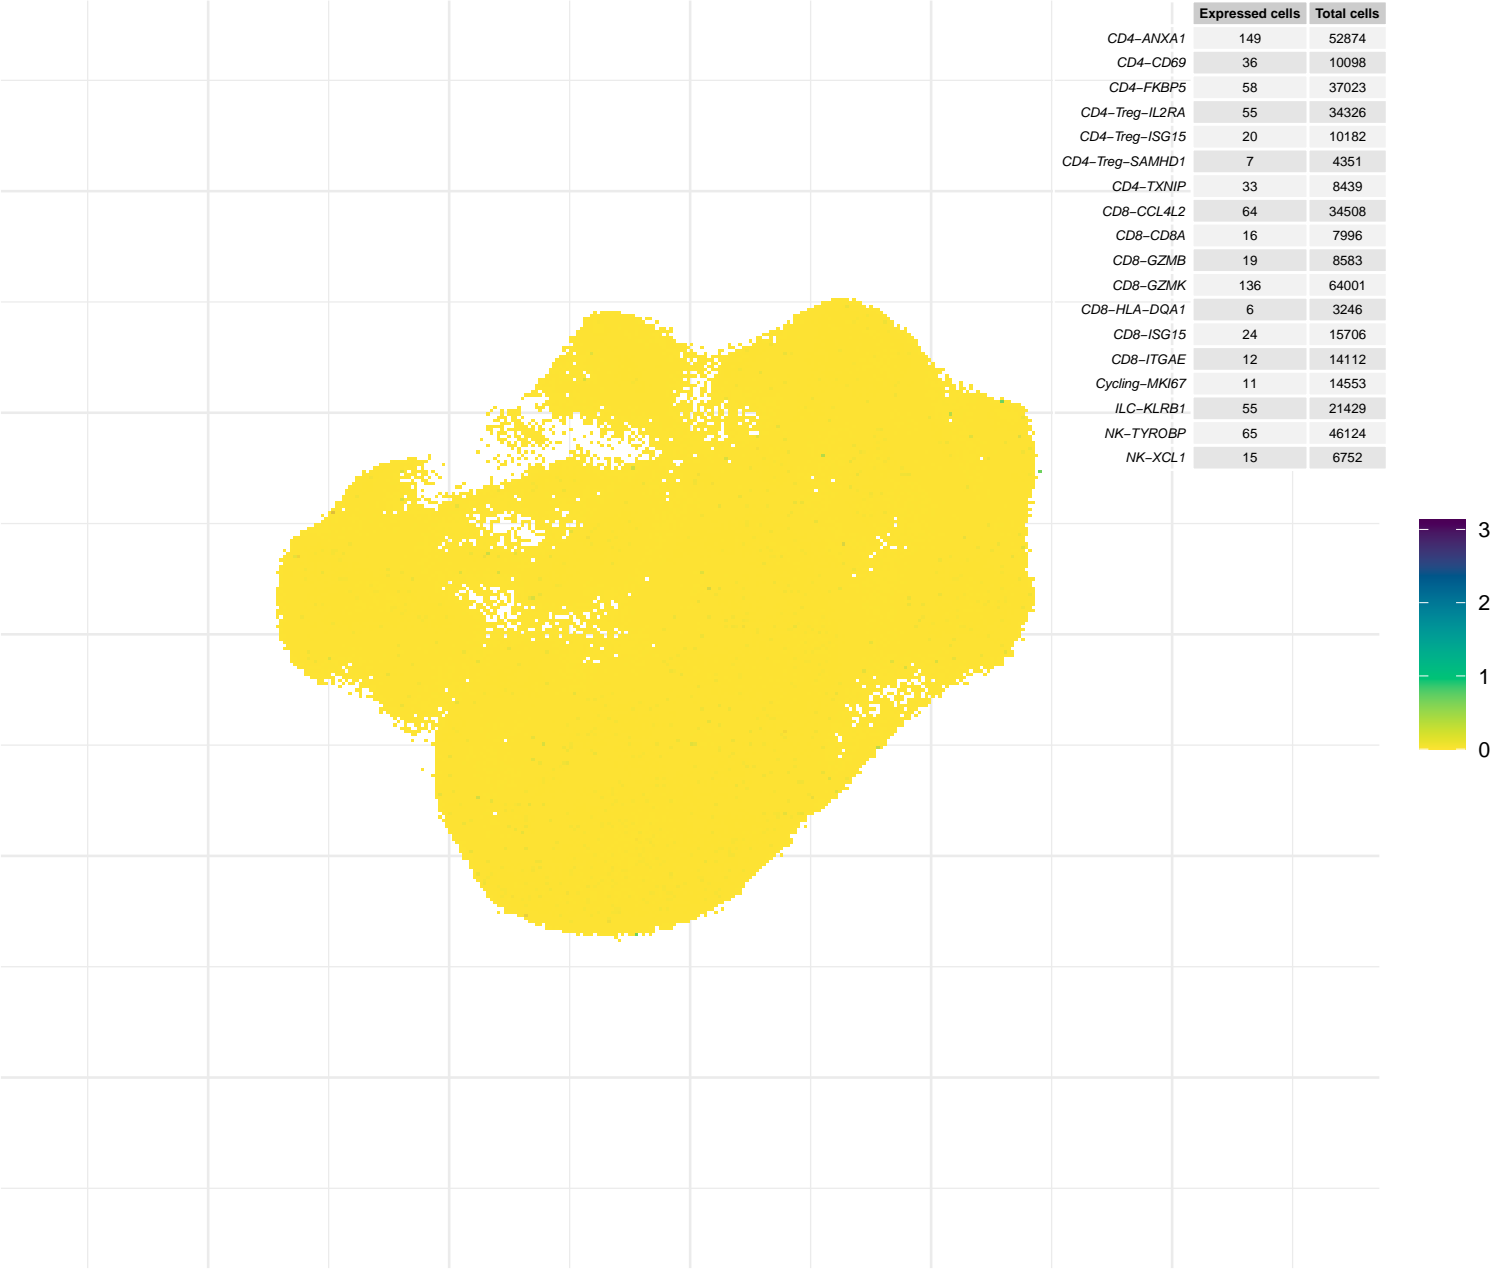 Expressed cells Total cells
CD4−ANXA1 149 52874
CD4−CD69 36 10098
CD4−FKBP5 58 37023
CD4−Treg−IL2RA 55 34326
CD4−Treg−ISG15 20 10182
CD4−Treg−SAMHD1 7 4351
CD4−TXNIP 33 8439
CD8−CCL4L2 64 34508
CD8−CD8A 16 7996
CD8−GZMB 19 8583
CD8−GZMK 136 64001
CD8−HLA−DQA1 6 3246
CD8−ISG15 24 15706
CD8−ITGAE 12 14112
Cycling−MKI67 11 14553
ILC−KLRB1 55 21429
NK−TYROBP 65 46124
NK−XCL1 15 6752
3
2
1
0